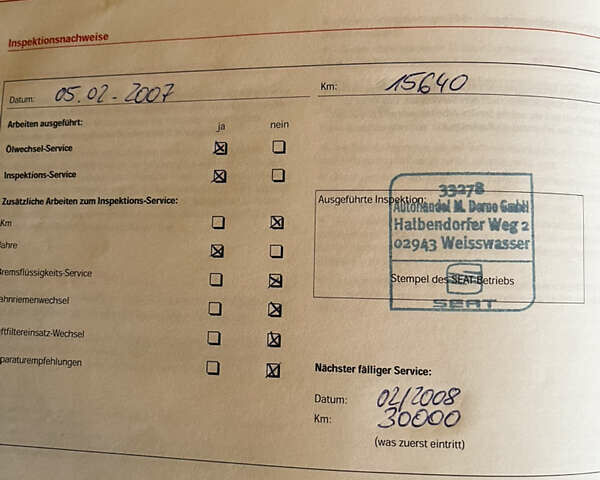 Inspektionsnachweise
Datum: 05.02-2007 Km: 15640
Arbeiten ausgeführt: ja nein
Ölwechsel-Service
Inspektions-Service
Zusätzliche Arbeiten zum Inspektions-Service:
Km
ahre
Bremsflüssigkeits-Service
ahnriemenwechsel
ftfiltereinsatz-Wechsel
paraturempfehlungen
Ausgeführte Inspektion:
33278
Autohandel M. Darno GmbH
Halbendorfer Weg 2
02943 Weisswasser
Stempel des SEAT-Betriebs
SEAT
Nächster fälliger Service:
Datum: 02/2008
Km: 30000
(was zuerst eintritt)